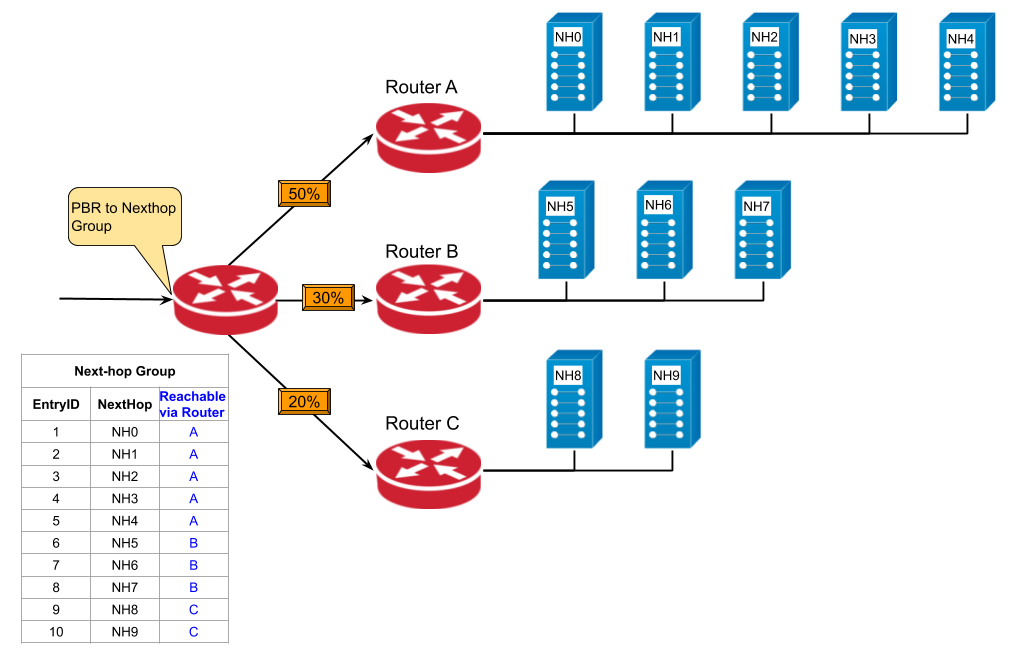 NH0
NH1
NH2
NH3
NH4
Router A
50%
PBR to Nexthop
Group
NH5
NH6
NH7
Router B
30%
Next-hop Group
EntryID NextHop Reachable
via Router
1 NH0 A
2 NH1 A
3 NH2 A
4 NH3 A
5 NH4 A
6 NH5 B
7 NH6 B
8 NH7 B
9 NH8 C
10 NH9 C
20%
Router C
NH8
NH9